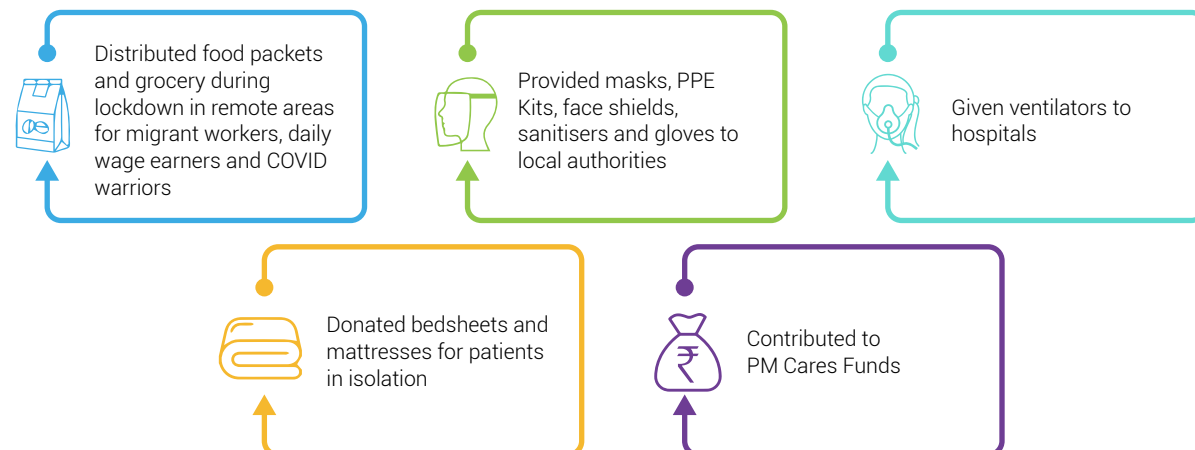 Distributed food packets
and grocery during
lockdown in remote areas
for migrant workers, daily
wage earners and COVID
warriors
Provided masks, PPE
Kits, face shields,
sanitisers and gloves to
local authorities
Given ventilators to
hospitals
Donated bedsheets and
mattresses for patients
in isolation
₹
Contributed to
PM Cares Funds